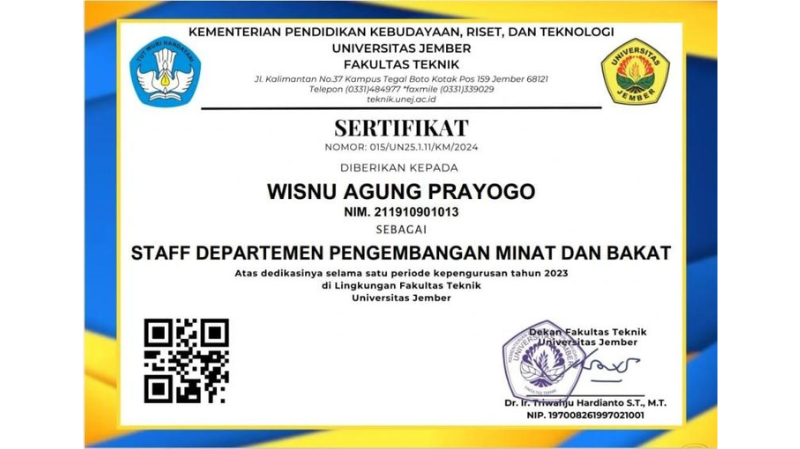 KEMENTERIAN PENDIDIKAN KEBUDAYAAN, RISET, DAN TEKNOLOGI
UNIVERSITAS JEMBER
FAKULTAS TEKNIK
Jl. Kalimantan No.37 Kampus Tegal Boto Kotak Pos 159 Jember 68121
Telepon (0331)484977 *faxmile (0331)339029
teknik.unej.ac.id
TUT WURI HANDAYANI
UNIVERSITAS
JEMBER
SERTIFIKAT
NOMOR: 015/UN25.1.11/KM/2024
DIBERIKAN KEPADA
WISNU AGUNG PRAYOGO
NIM. 211910901013
SEBAGAI
STAFF DEPARTEMEN PENGEMBANGAN MINAT DAN BAKAT
Atas dedikasinya selama satu periode kepengurusan tahun 2023
di Lingkungan Fakultas Teknik
Universitas Jember
Dekan Fakultas Teknik
Universitas Jember
Dr. Ir. Triwahju Hardianto S.T., M.T.
NIP. 197008261997021001